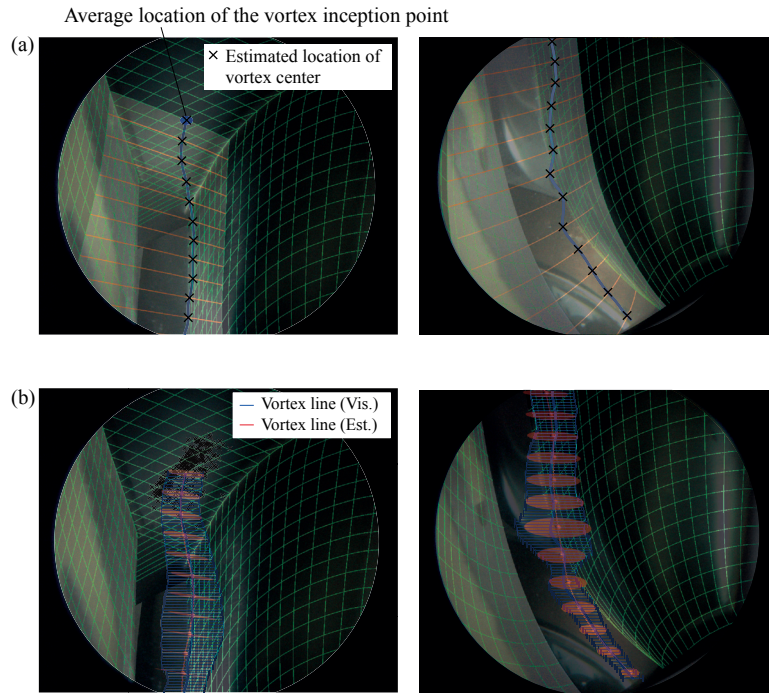 Average location of the vortex inception point
(a)
× Estimated location of
vortex center
(b)
Vortex line (Vis.)
Vortex line (Est.)